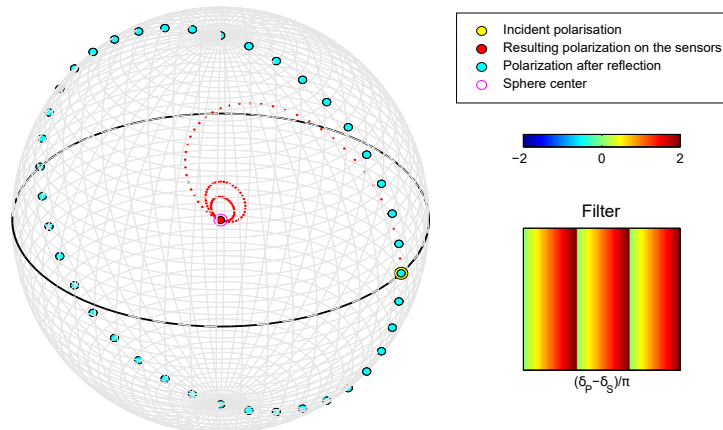 Incident polarisation
Resulting polarization on the sensors
Polarization after reflection
Sphere center
−2 0 2
Filter
(δP−δS)/π